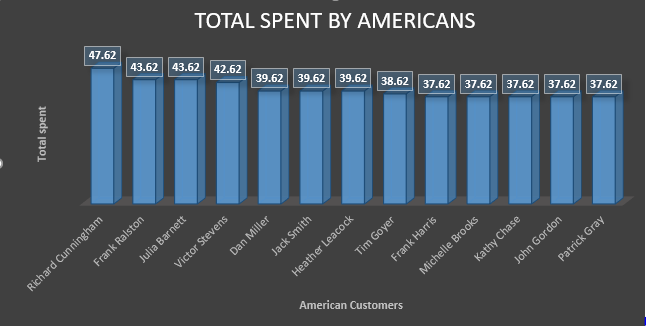 TOTAL SPENT BY AMERICANS
47.62
43.62
43.62
42.62
39.62
39.62
39.62
38.62
37.62
37.62
37.62
37.62
37.62
Total spent
Richard Cunningham
Frank Ralston
Julia Barnett
Victor Stevens
Dan Miller
Jack Smith
Heather Leacock
Tim Goyer
Frank Harris
Michelle Brooks
Kathy Chase
John Gordon
Patrick Gray
American Customers